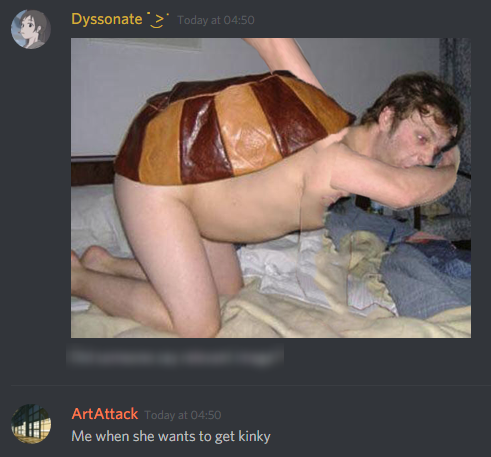 Dyssonate ˙͜>˙ Today at 04:50
ArtAttack Today at 04:50
Me when she wants to get kinky